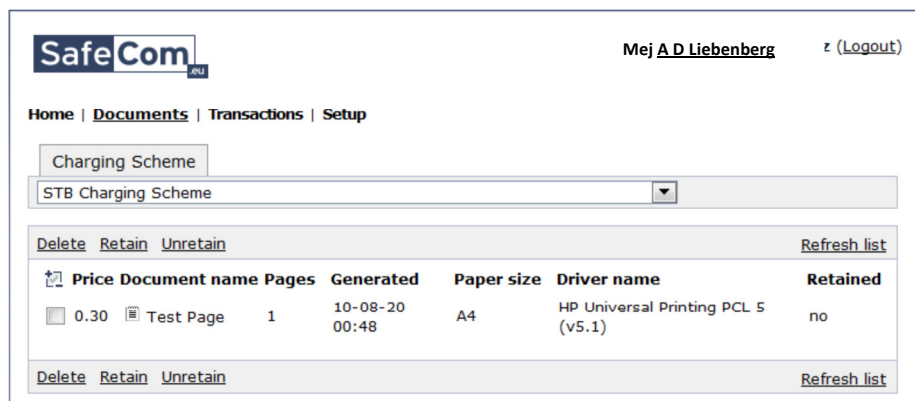 SafeCom.eu
Mej A D Liebenberg z (Logout)
Home | Documents | Transactions | Setup
Charging Scheme
STB Charging Scheme
Delete Retain Unretain Refresh list
Price Document name Pages Generated Paper size Driver name Retained
0.30 Test Page 1 10-08-20 00:48 A4 HP Universal Printing PCL 5 (v5.1) no
Delete Retain Unretain Refresh list